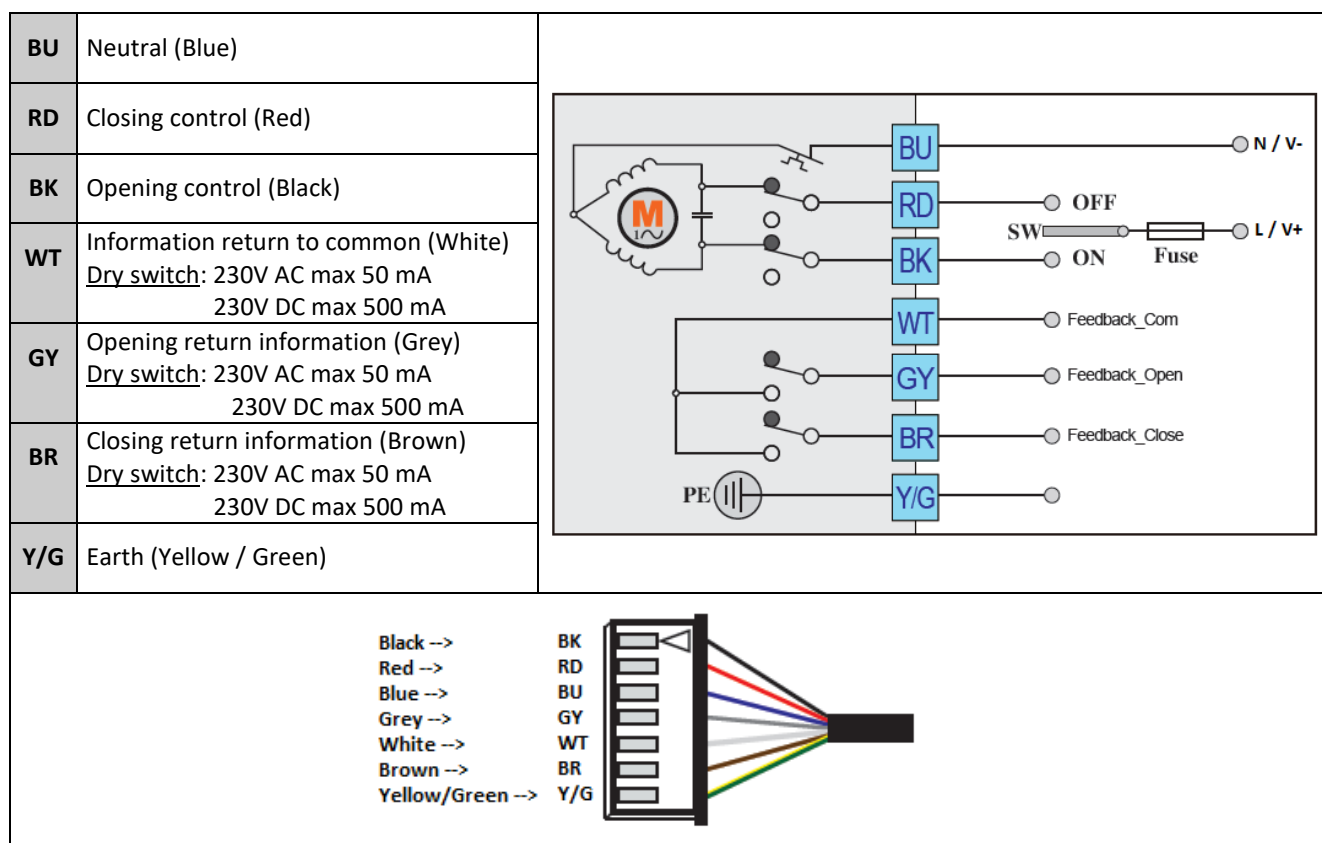 BU Neutral (Blue)
RD Closing control (Red)
BK Opening control (Black)
WT Information return to common (White)
Dry switch: 230V AC max 50 mA
230V DC max 500 mA
GY Opening return information (Grey)
Dry switch: 230V AC max 50 mA
230V DC max 500 mA
BR Closing return information (Brown)
Dry switch: 230V AC max 50 mA
230V DC max 500 mA
Y/G Earth (Yellow / Green)
BU N / V-
M
1
RD OFF
SW L / V+
BK ON Fuse
WT Feedback_Com
GY Feedback_Open
BR Feedback_Close
PE Y/G
Black --> BK
Red --> RD
Blue --> BU
Grey --> GY
White --> WT
Brown --> BR
Yellow/Green --> Y/G